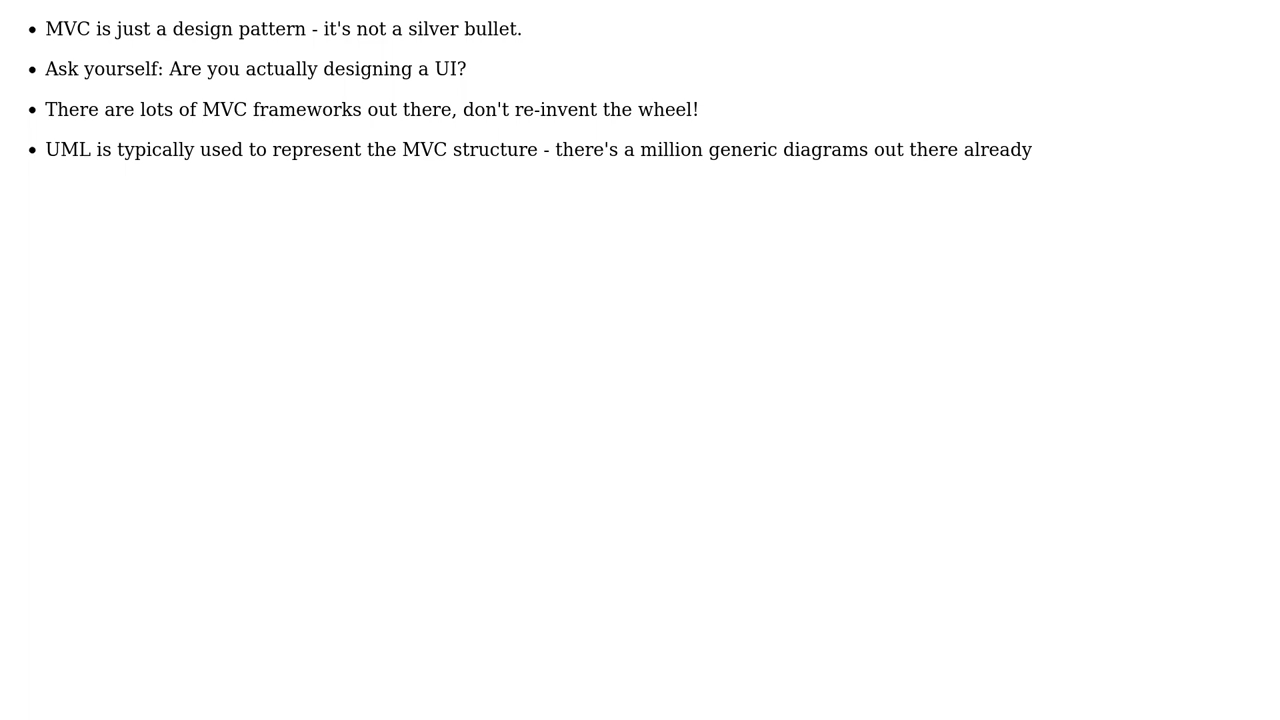 • MVC is just a design pattern - it's not a silver bullet.
• Ask yourself: Are you actually designing a UI?
• There are lots of MVC frameworks out there, don't re-invent the wheel!
• UML is typically used to represent the MVC structure - there's a million generic diagrams out there already